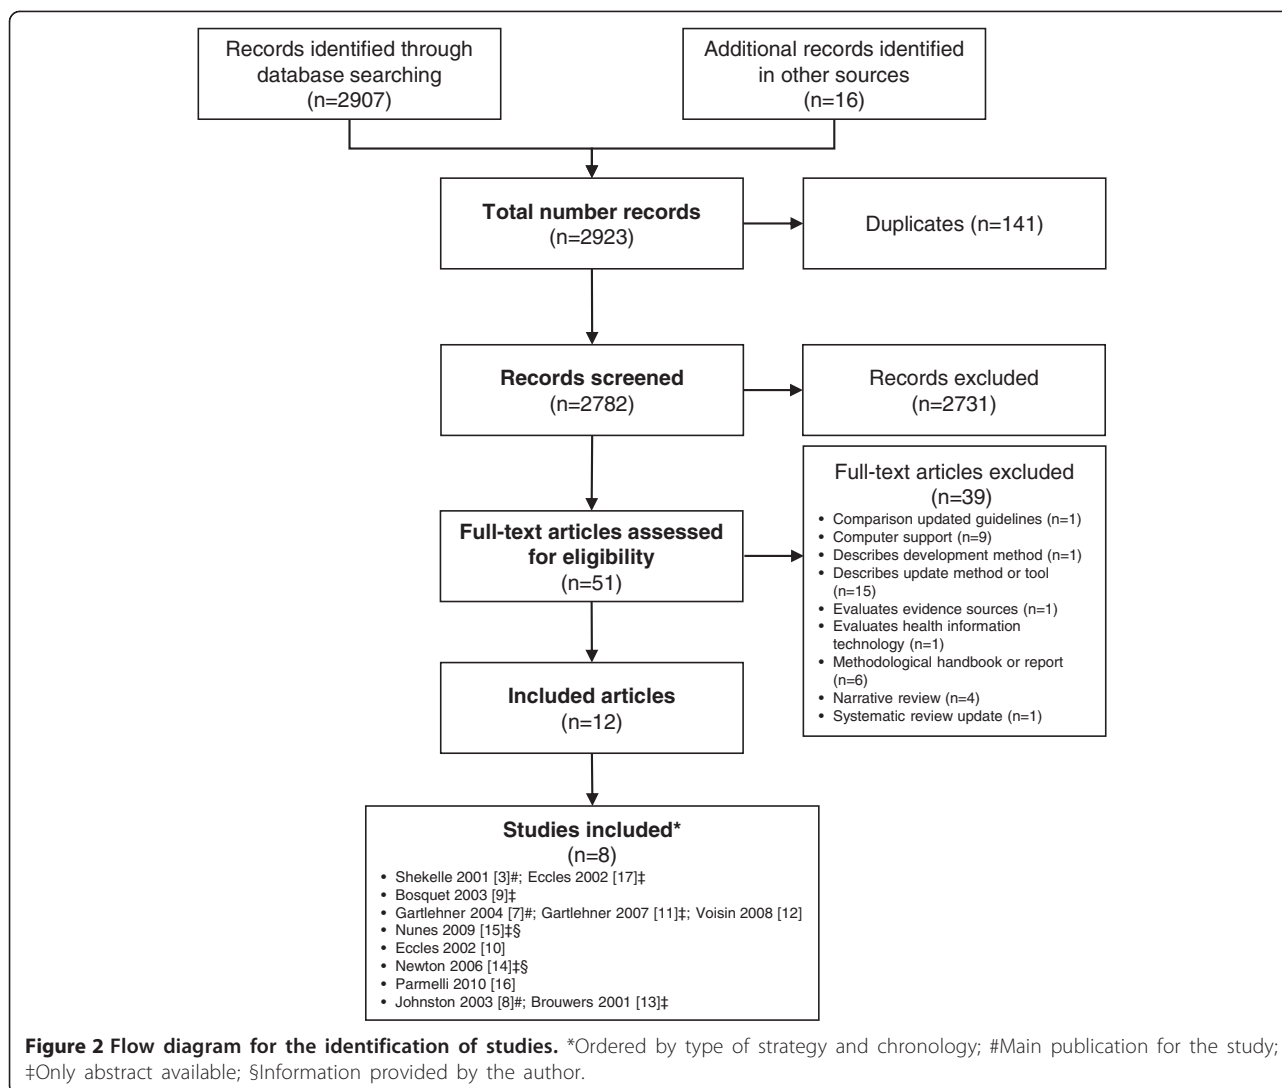 Records identified through
database searching
(n=2907)
Additional records identified
in other sources
(n=16)
Total number records
(n=2923)
Duplicates (n=141)
Records screened
(n=2782)
Records excluded
(n=2731)
Full-text articles assessed
for eligibility
(n=51)
Full-text articles excluded
(n=39)
• Comparison updated guidelines (n=1)
• Computer support (n=9)
• Describes development method (n=1)
• Describes update method or tool
(n=15)
• Evaluates evidence sources (n=1)
• Evaluates health information
technology (n=1)
• Methodological handbook or report
(n=6)
• Narrative review (n=4)
• Systematic review update (n=1)
Included articles
(n=12)
Studies included*
(n=8)
• Shekelle 2001 [3]#; Eccles 2002 [17]‡
• Bosquet 2003 [9]‡
• Gartlehner 2004 [7]#; Gartlehner 2007 [11]‡; Voisin 2008 [12]
• Nunes 2009 [15]‡§
• Eccles 2002 [10]
• Newton 2006 [14]‡§
• Parmelli 2010 [16]
• Johnston 2003 [8]#; Brouwers 2001 [13]‡
Figure 2 Flow diagram for the identification of studies. *Ordered by type of strategy and chronology; #Main publication for the study;
‡Only abstract available; §Information provided by the author.